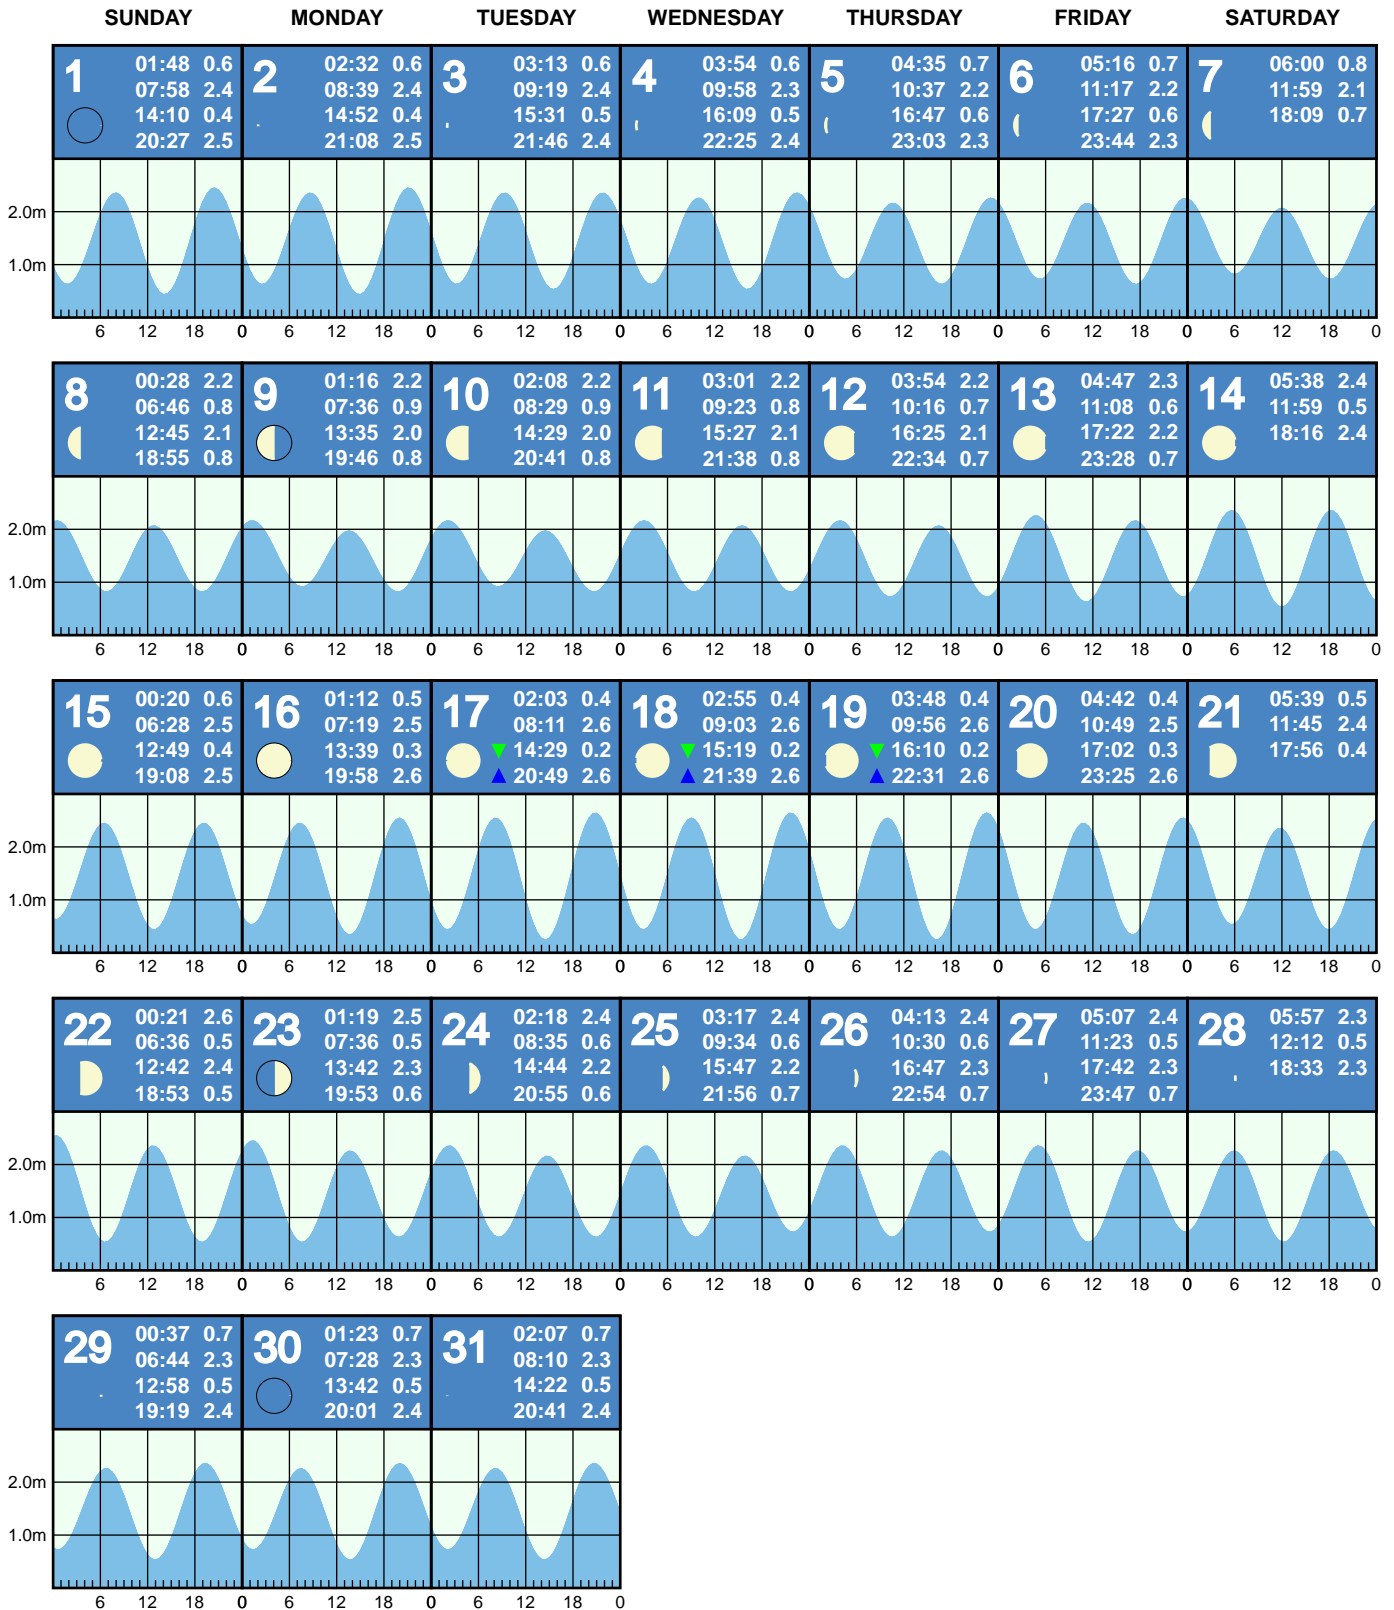 SUNDAY MONDAY TUESDAY WEDNESDAY THURSDAY FRIDAY SATURDAY
1 01:48 0.6
07:58 2.4
14:10 0.4
20:27 2.5
2 02:32 0.6
08:39 2.4
14:52 0.4
21:08 2.5
3 03:13 0.6
09:19 2.4
15:31 0.5
21:46 2.4
4 03:54 0.6
09:58 2.3
16:09 0.5
22:25 2.4
5 04:35 0.7
10:37 2.2
16:47 0.6
23:03 2.3
6 05:16 0.7
11:17 2.2
17:27 0.6
23:44 2.3
7 06:00 0.8
11:59 2.1
18:09 0.7
2.0m
1.0m
6 12 18 0 6 12 18 0 6 12 18 0 6 12 18 0 6 12 18 0 6 12 18 0 6 12 18 0
8 00:28 2.2
06:46 0.8
12:45 2.1
18:55 0.8
9 01:16 2.2
07:36 0.9
13:35 2.0
19:46 0.8
10 02:08 2.2
08:29 0.9
14:29 2.0
20:41 0.8
11 03:01 2.2
09:23 0.8
15:27 2.1
21:38 0.8
12 03:54 2.2
10:16 0.7
16:25 2.1
22:34 0.7
13 04:47 2.3
11:08 0.6
17:22 2.2
23:28 0.7
14 05:38 2.4
11:59 0.5
18:16 2.4
2.0m
1.0m
6 12 18 0 6 12 18 0 6 12 18 0 6 12 18 0 6 12 18 0 6 12 18 0 6 12 18 0
15 00:20 0.6
06:28 2.5
12:49 0.4
19:08 2.5
16 01:12 0.5
07:19 2.5
13:39 0.3
19:58 2.6
17 02:03 0.4
08:11 2.6
14:29 0.2
20:49 2.6
18 02:55 0.4
09:03 2.6
15:19 0.2
21:39 2.6
19 03:48 0.4
09:56 2.6
16:10 0.2
22:31 2.6
20 04:42 0.4
10:49 2.5
17:02 0.3
23:25 2.6
21 05:39 0.5
11:45 2.4
17:56 0.4
2.0m
1.0m
6 12 18 0 6 12 18 0 6 12 18 0 6 12 18 0 6 12 18 0 6 12 18 0 6 12 18 0
22 00:21 2.6
06:36 0.5
12:42 2.4
18:53 0.5
23 01:19 2.5
07:36 0.5
13:42 2.3
19:53 0.6
24 02:18 2.4
08:35 0.6
14:44 2.2
20:55 0.6
25 03:17 2.4
09:34 0.6
15:47 2.2
21:56 0.7
26 04:13 2.4
10:30 0.6
16:47 2.3
22:54 0.7
27 05:07 2.4
11:23 0.5
17:42 2.3
23:47 0.7
28 05:57 2.3
12:12 0.5
18:33 2.3
2.0m
1.0m
6 12 18 0 6 12 18 0 6 12 18 0 6 12 18 0 6 12 18 0 6 12 18 0 6 12 18 0
29 00:37 0.7
06:44 2.3
12:58 0.5
19:19 2.4
30 01:23 0.7
07:28 2.3
13:42 0.5
20:01 2.4
31 02:07 0.7
08:10 2.3
14:22 0.5
20:41 2.4
2.0m
1.0m
6 12 18 0 6 12 18 0 6 12 18 0